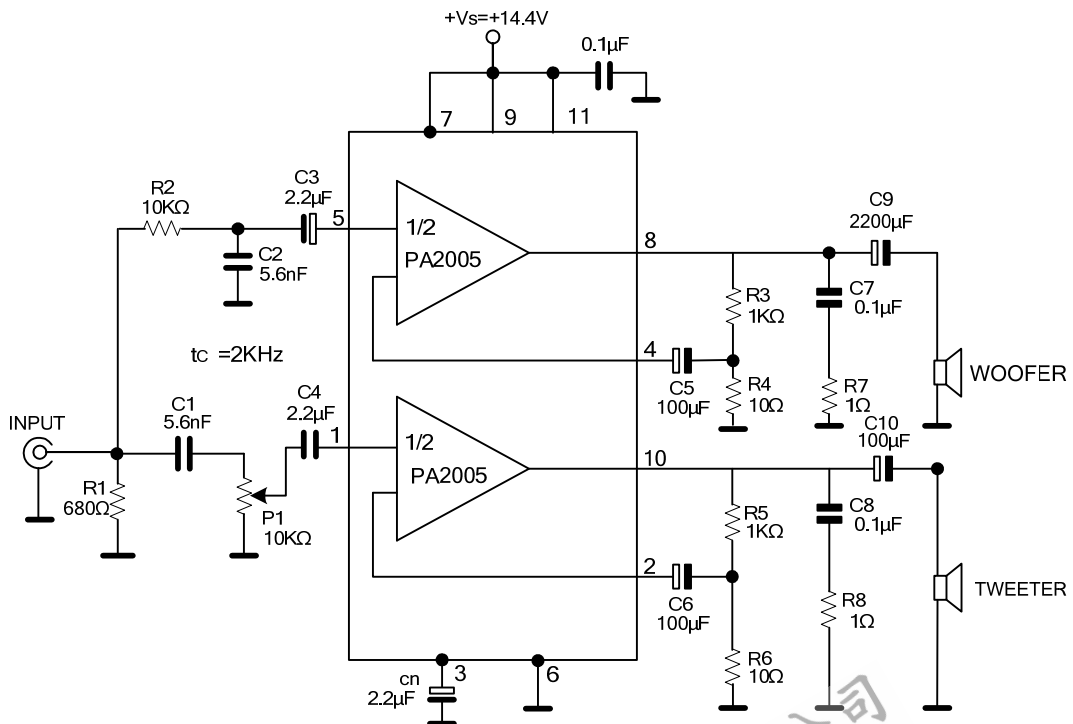 +Vs=+14.4V
0.1µF
7
9
11
R2
10KΩ
C3
2.2µF
5
1/2
PA2005
8
C9
2200µF
C2
5.6nF
R3
1KΩ
C7
0.1µF
tc =2KHz
4
C5
100µF
R4
10Ω
R7
1Ω
WOOFER
INPUT
C1
5.6nF
C4
2.2µF
1
1/2
PA2005
10
C10
100µF
R1
680Ω
P1
10KΩ
R5
1KΩ
C8
0.1µF
2
C6
100µF
R8
1Ω
TWEETER
R6
10Ω
cn
2.2µF
3
6
公司